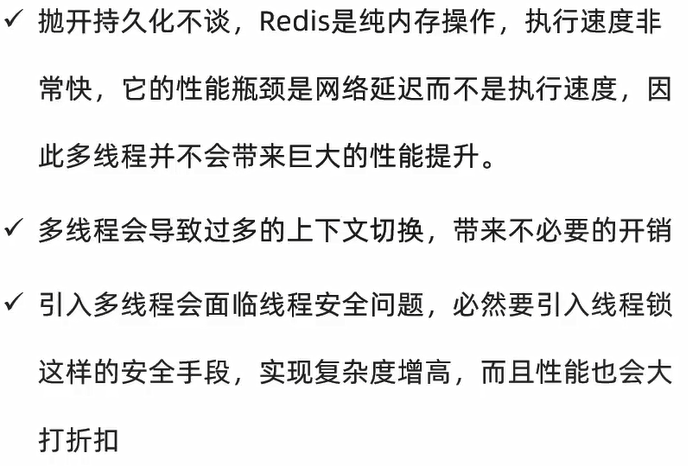 ✓ 抛开持久化不谈，Redis是纯内存操作，执行速度非
常快，它的性能瓶颈是网络延迟而不是执行速度，因
此多线程并不会带来巨大的性能提升。
✓ 多线程会导致过多的上下文切换，带来不必要的开销
✓ 引入多线程会面临线程安全问题，必然要引入线程锁
这样的安全手段，实现复杂度增高，而且性能也会大
打折扣